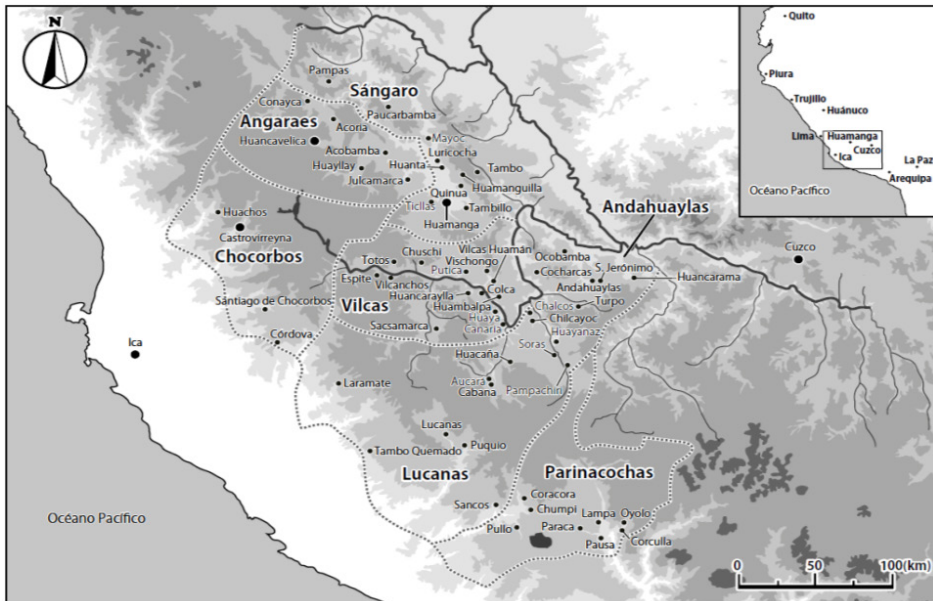 N
Pampas
Sángaro
Conayca
Paucarbamba
Angaraes
Acoria
Huancavelica
Mayoc
Acobamba
Luricocha
Huanta
Tambo
Huayllay
Julcamarca
Huamanguilla
Quinua
Ticllas
Tambillo
Huamanga
Andahuaylas
Huachos
Castrovirreyna
Chocorbos
Chuschi
Vilcas Huamán
Totos
Vischongo
Ocobamba
Putica
Cocharcas
S. Jerónimo
Espite
Vilcanchos
Andahuaylas
Huancarama
Cuzco
Huancaraylla
Colca
Vilcas
Huambalpa
Chalcos
Turpo
Santiago de Chocorbos
Huaya
Chilcayoc
Sacsamarca
Canaria
Huayanaz
Córdova
Soras
Ica
Huacaña
Laramate
Aucará
Cabana
Pampachiri
Lucanas
Puquio
Tambo Quemado
Lucanas
Parinacochas
Sancos
Coracora
Chumpi
Lampa
Oyolo
Pullo
Paraca
Corculla
Pausa
Océano Pacífico
0 50 100(km)
Quito
Piura
Trujillo
Huánuco
Lima
Huamanga
Cuzco
Ica
La Paz
Arequipa
Océano Pacífico